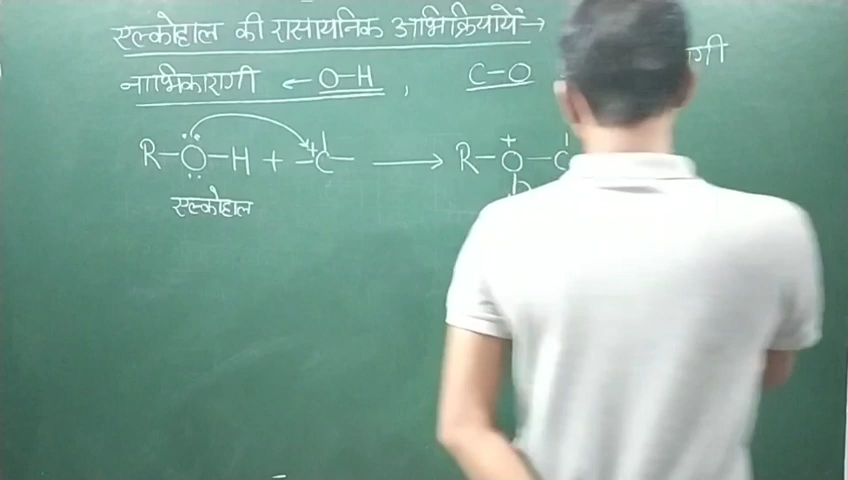 एल्कोहाल की रासायनिक अभिक्रियायें→
नाभिकरागी ← O–H , C–O
R–O–H + –C– ⟶ R–O–C
एल्कोहाल